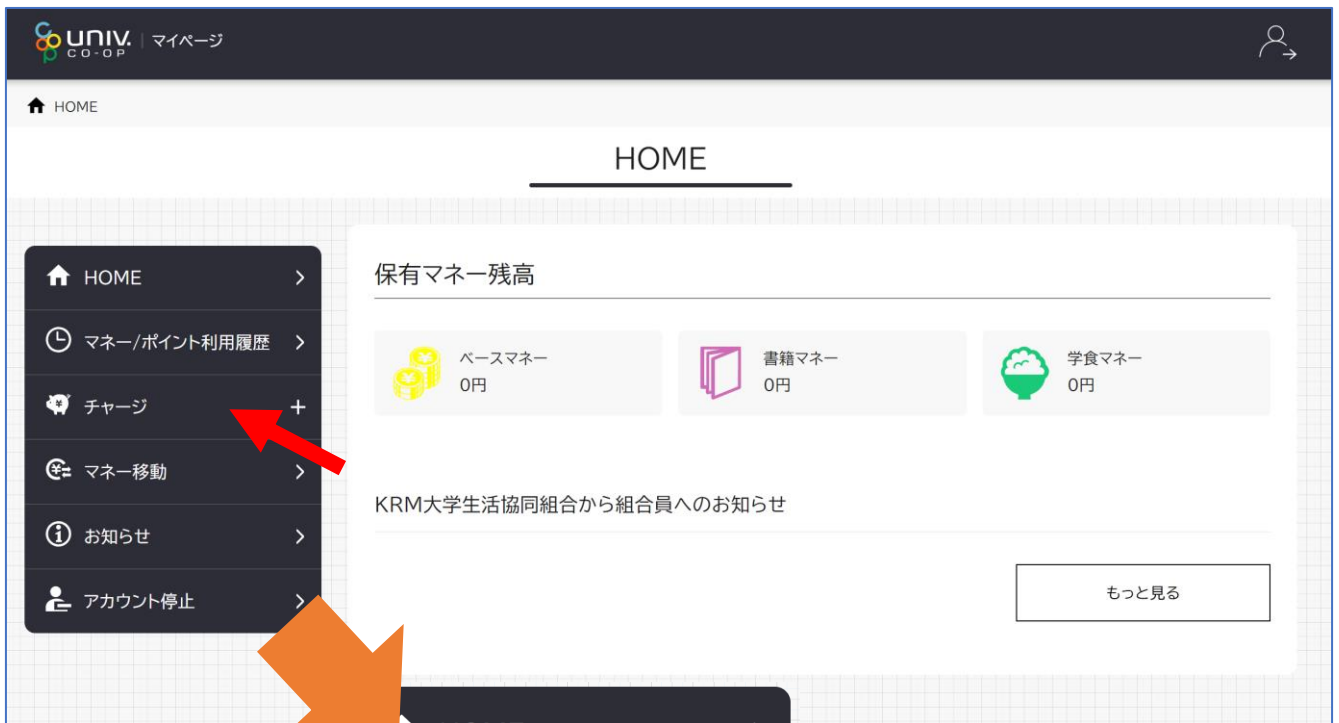 UNIV. CO-OP | マイページ
HOME
HOME
HOME
マネー/ポイント利用履歴
チャージ
マネー移動
お知らせ
アカウント停止
保有マネー残高
ベースマネー
0円
書籍マネー
0円
学食マネー
0円
KRM大学生活協同組合から組合員へのお知らせ
もっと見る